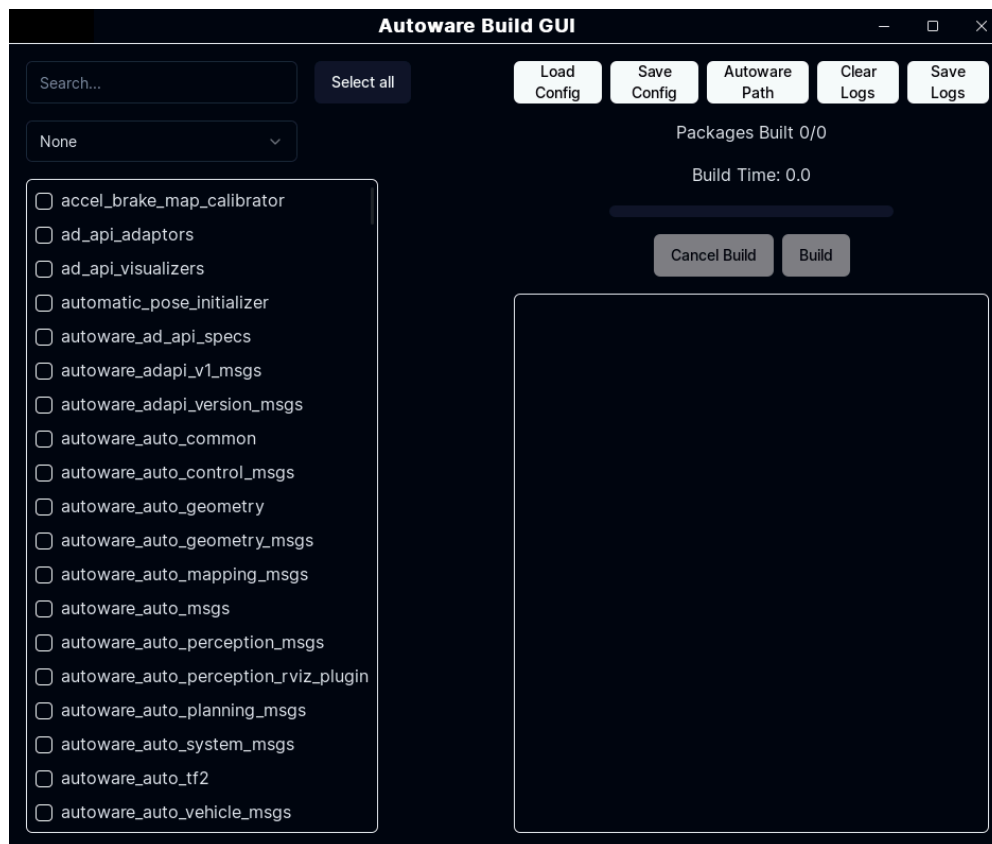 Autoware Build GUI
Search...
Select all
Load
Config
Save
Config
Autoware
Path
Clear
Logs
Save
Logs
None
Packages Built 0/0
Build Time: 0.0
Cancel Build
Build
accel_brake_map_calibrator
ad_api_adaptors
ad_api_visualizers
automatic_pose_initializer
autoware_ad_api_specs
autoware_adapi_v1_msgs
autoware_adapi_version_msgs
autoware_auto_common
autoware_auto_control_msgs
autoware_auto_geometry
autoware_auto_geometry_msgs
autoware_auto_mapping_msgs
autoware_auto_msgs
autoware_auto_perception_msgs
autoware_auto_perception_rviz_plugin
autoware_auto_planning_msgs
autoware_auto_system_msgs
autoware_auto_tf2
autoware_auto_vehicle_msgs